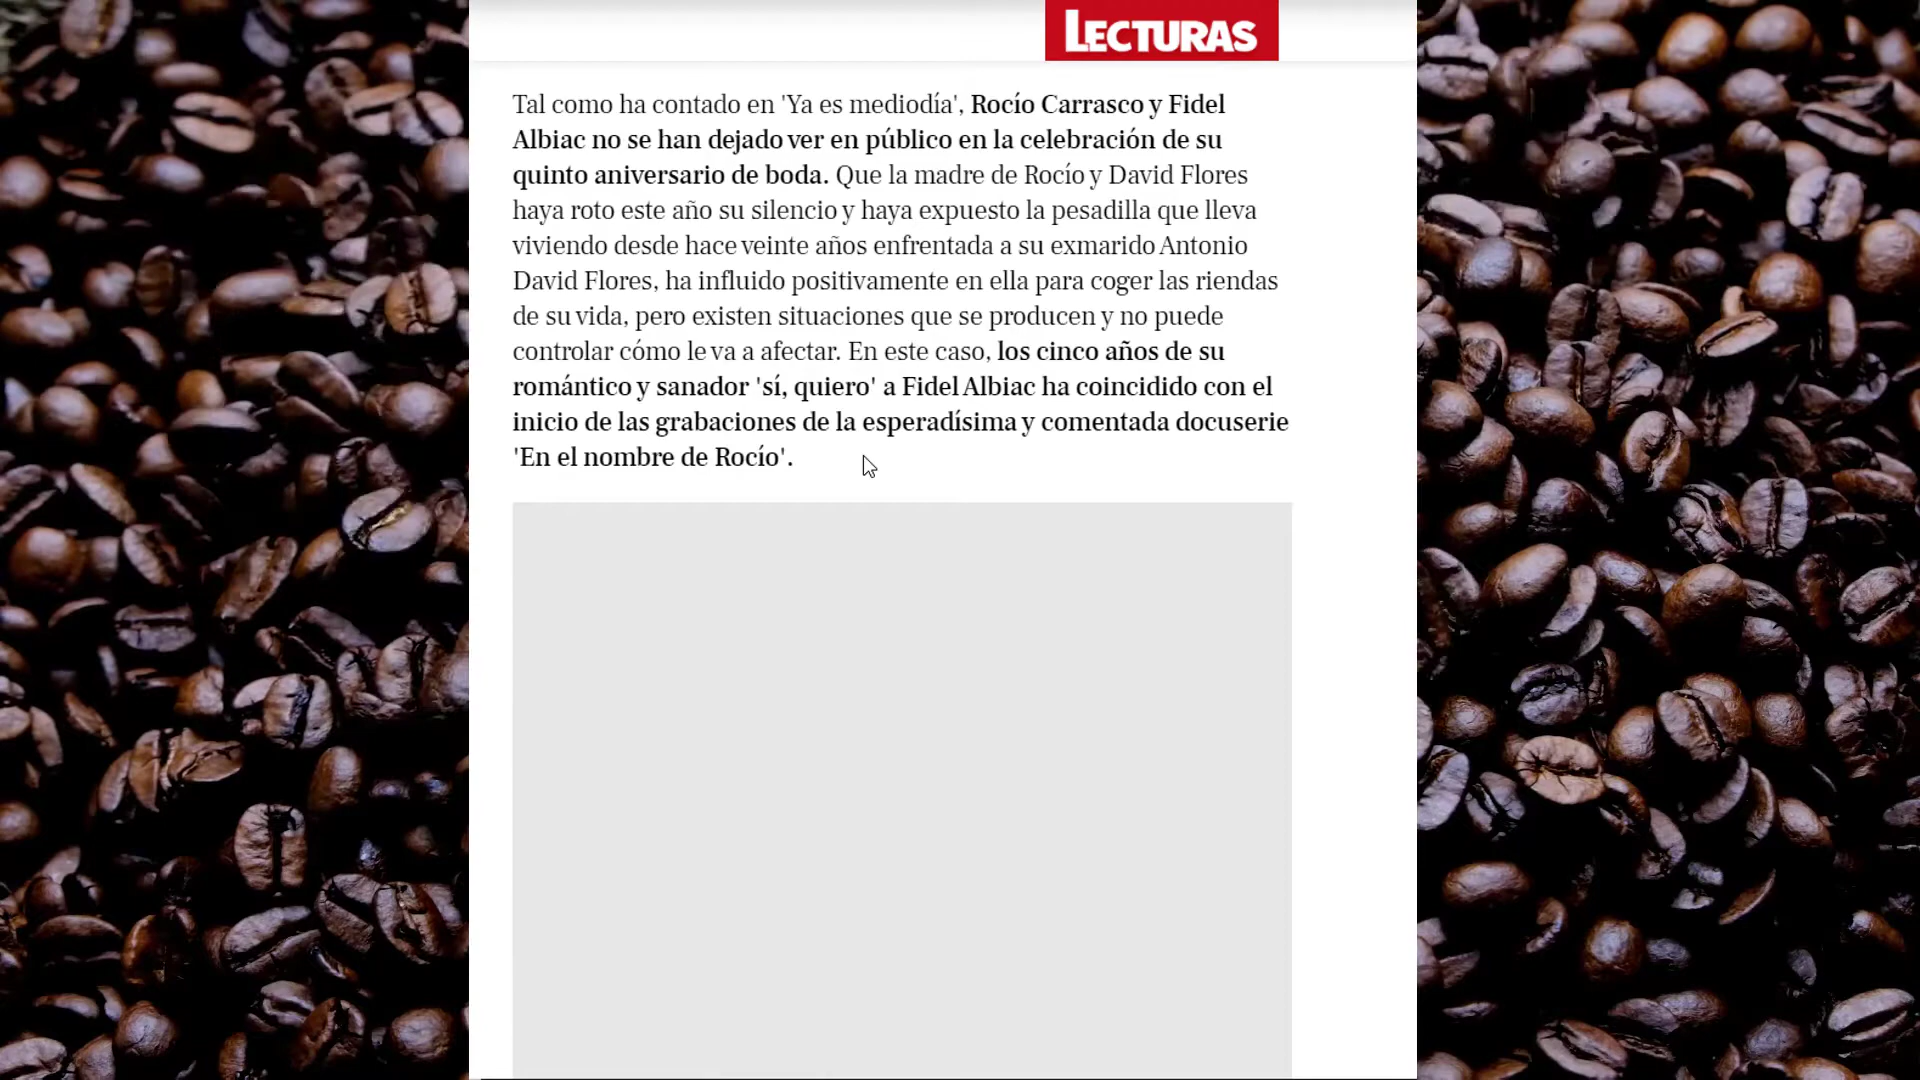 LECTURAS
Tal como ha contado en 'Ya es mediodía', Rocío Carrasco y Fidel
Albiac no se han dejado ver en público en la celebración de su
quinto aniversario de boda. Que la madre de Rocío y David Flores
haya roto este año su silencio y haya expuesto la pesadilla que lleva
viviendo desde hace veinte años enfrentada a su exmarido Antonio
David Flores, ha influido positivamente en ella para coger las riendas
de su vida, pero existen situaciones que se producen y no puede
controlar cómo le va a afectar. En este caso, los cinco años de su
romántico y sanador 'sí, quiero' a Fidel Albiac ha coincidido con el
inicio de las grabaciones de la esperadísima y comentada docuserie
'En el nombre de Rocío'.